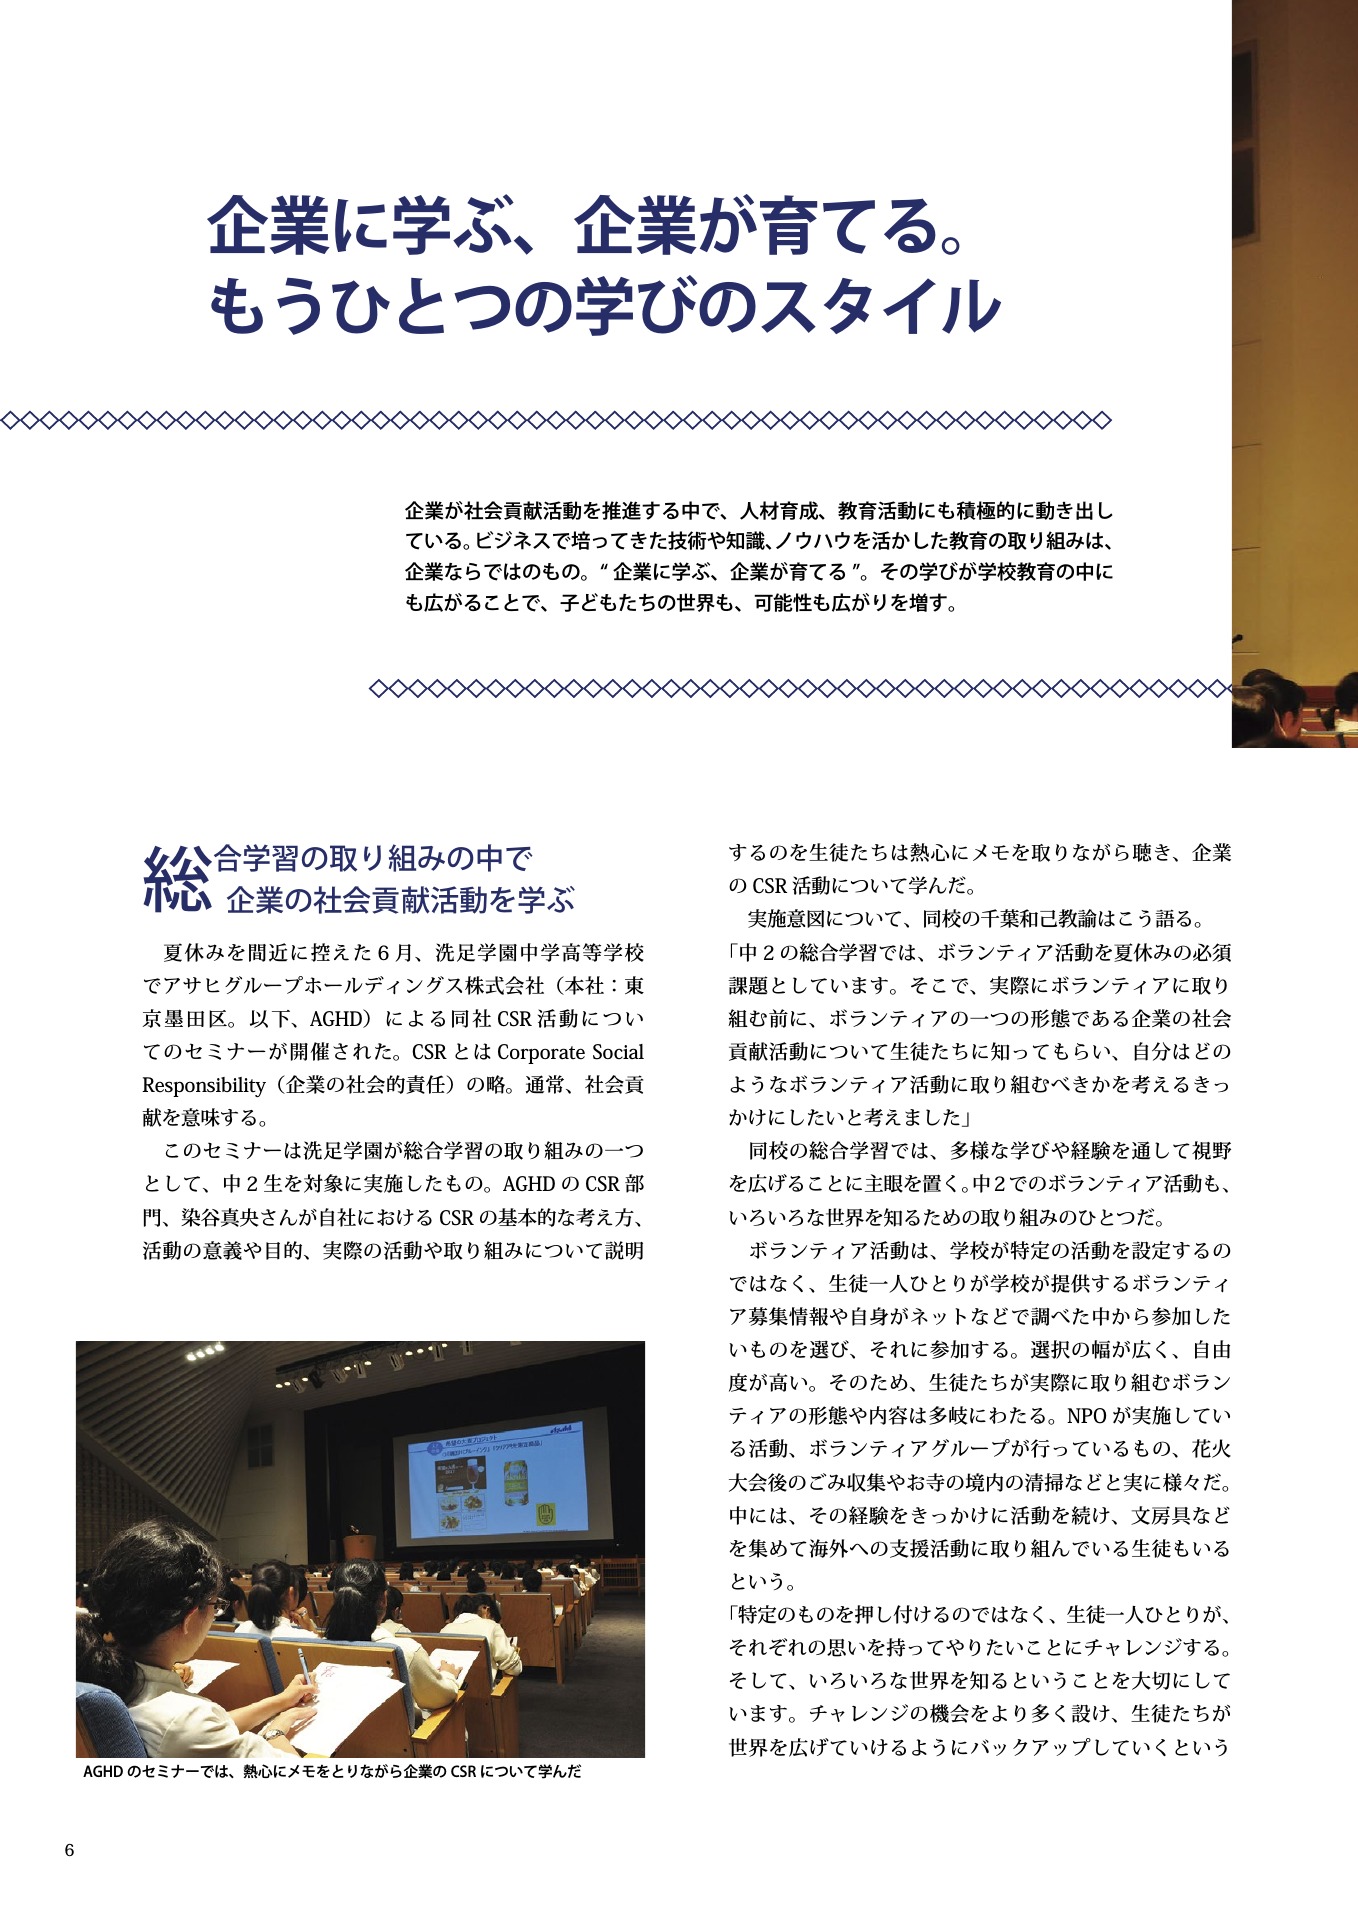 企業に学ぶ、企業が育てる。
もうひとつの学びのスタイル
企業が社会貢献活動を推進する中で、人材育成、教育活動にも積極的に動き出し
ている。ビジネスで培ってきた技術や知識、ノウハウを活かした教育の取り組みは、
企業ならではのもの。“企業に学ぶ、企業が育てる”。その学びが学校教育の中に
も広がることで、子どもたちの世界も、可能性も広がりを増す。
総合学習の取り組みの中で
企業の社会貢献活動を学ぶ
夏休みを間近に控えた6月、洗足学園中学高等学校
でアサヒグループホールディングス株式会社（本社：東
京墨田区。以下、AGHD）による同社CSR活動につい
てのセミナーが開催された。CSRとはCorporate Social
Responsibility（企業の社会的責任）の略。通常、社会貢
献を意味する。
このセミナーは洗足学園が総合学習の取り組みの一つ
として、中2生を対象に実施したもの。AGHDのCSR部
門、染谷真央さんが自社におけるCSRの基本的な考え方、
活動の意義や目的、実際の活動や取り組みについて説明
するのを生徒たちは熱心にメモを取りながら聴き、企業
のCSR活動について学んだ。
実施意図について、同校の千葉和己教諭はこう語る。
「中2の総合学習では、ボランティア活動を夏休みの必須
課題としています。そこで、実際にボランティアに取り
組む前に、ボランティアの一つの形態である企業の社会
貢献活動について生徒たちに知ってもらい、自分はどの
ようなボランティア活動に取り組むべきかを考えるきっ
かけにしたいと考えました」
同校の総合学習では、多様な学びや経験を通して視野
を広げることに主眼を置く。中2でのボランティア活動も、
いろいろな世界を知るための取り組みのひとつだ。
ボランティア活動は、学校が特定の活動を設定するの
ではなく、生徒一人ひとりが学校が提供するボランティ
ア募集情報や自身がネットなどで調べた中から参加した
いものを選び、それに参加する。選択の幅が広く、自由
度が高い。そのため、生徒たちが実際に取り組むボラン
ティアの形態や内容は多岐にわたる。NPOが実施してい
る活動、ボランティアグループが行っているもの、花火
大会後のごみ収集やお寺の境内の清掃などと実に様々だ。
中には、その経験をきっかけに活動を続け、文房具など
を集めて海外への支援活動に取り組んでいる生徒もいる
という。
「特定のものを押し付けるのではなく、生徒一人ひとりが、
それぞれの思いを持ってやりたいことにチャレンジする。
そして、いろいろな世界を知るということを大切にして
います。チャレンジの機会をより多く設け、生徒たちが
世界を広げていけるようにバックアップしていくという
Asahi
AGHDのセミナーでは、熱心にメモをとりながら企業のCSRについて学んだ
6